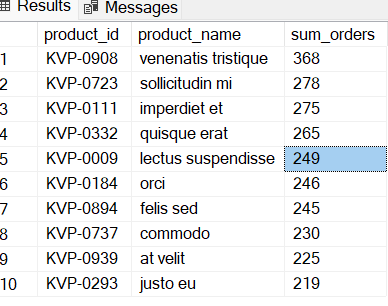 Results Messages
product_id product_name sum_orders
1 KVP-0908 venenatis tristique 368
2 KVP-0723 sollicitudin mi 278
3 KVP-0111 imperdiet et 275
4 KVP-0332 quisque erat 265
5 KVP-0009 lectus suspendisse 249
6 KVP-0184 orci 246
7 KVP-0894 felis sed 245
8 KVP-0737 commodo 230
9 KVP-0939 at velit 225
10 KVP-0293 justo eu 219